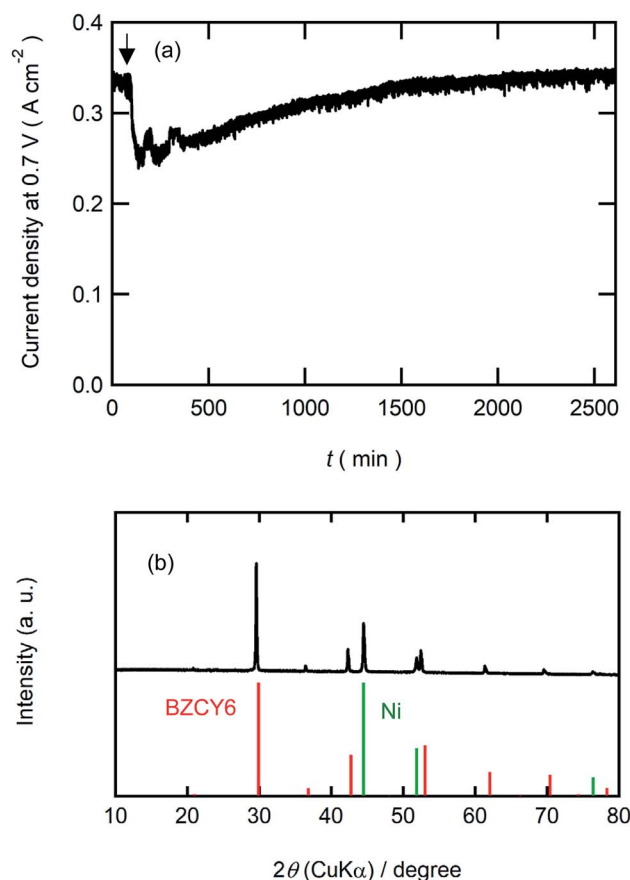 (a)
Current density at 0.7 V ( A cm⁻² )
0.4
0.3
0.2
0.1
0.0
0 500 1000 1500 2000 2500
t ( min )
(b)
Intensity (a. u.)
BZCY6
Ni
10 20 30 40 50 60 70 80
2θ (CuKα) / degree